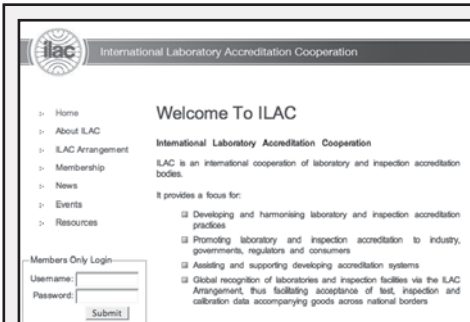 ilac
International Laboratory Accreditation Cooperation
Home
About ILAC
ILAC Arrangement
Membership
News
Events
Resources
Members Only Login
Username:
Password:
Submit
Welcome To ILAC
International Laboratory Accreditation Cooperation
ILAC is an international cooperation of laboratory and inspection accreditation
bodies.
It provides a focus for:
Developing and harmonising laboratory and inspection accreditation
practices
Promoting laboratory and inspection accreditation to industry,
governments, regulators and consumers
Assisting and supporting developing accreditation systems
Global recognition of laboratories and inspection facilities via the ILAC
Arrangement, thus facilitating acceptance of test, inspection and
calibration data accompanying goods across national borders